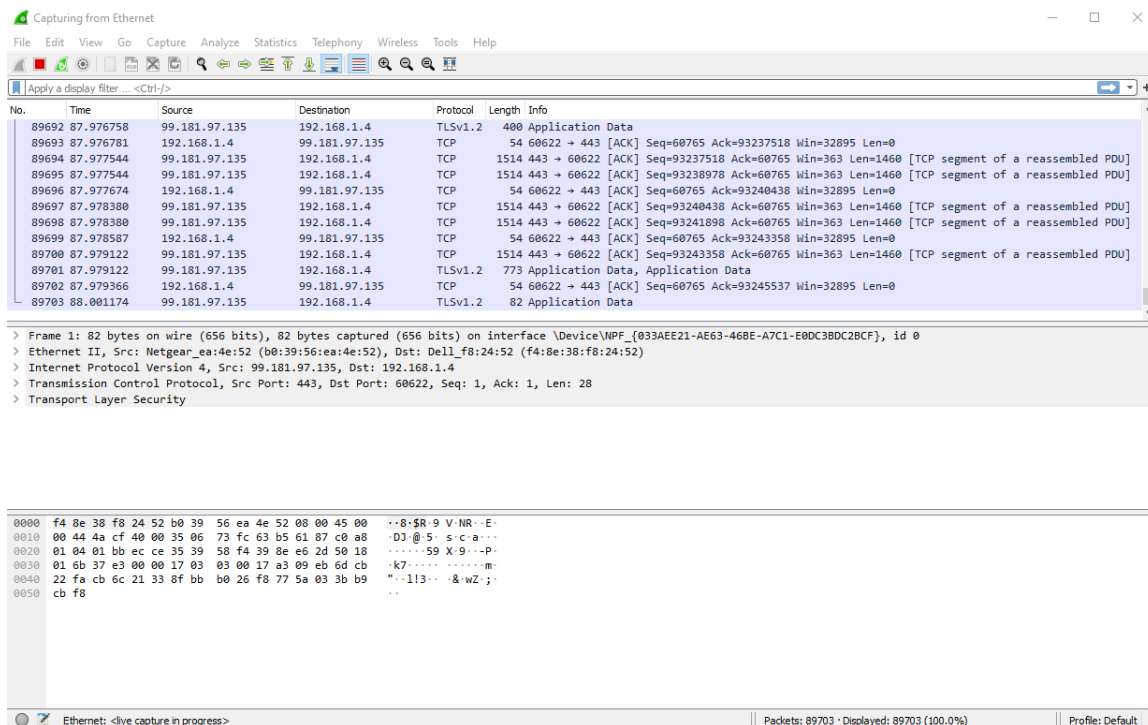 Capturing from Ethernet
File Edit View Go Capture Analyze Statistics Telephony Wireless Tools Help
Apply a display filter ... <Ctrl-/>
No. Time Source Destination Protocol Length Info
89692 87.976758 99.181.97.135 192.168.1.4 TLSv1.2 400 Application Data
89693 87.976781 192.168.1.4 99.181.97.135 TCP 54 60622 → 443 [ACK] Seq=60765 Ack=93237518 Win=32895 Len=0
89694 87.977544 99.181.97.135 192.168.1.4 TCP 1514 443 → 60622 [ACK] Seq=93237518 Ack=60765 Win=363 Len=1460 [TCP segment of a reassembled PDU]
89695 87.977544 99.181.97.135 192.168.1.4 TCP 1514 443 → 60622 [ACK] Seq=93238978 Ack=60765 Win=363 Len=1460 [TCP segment of a reassembled PDU]
89696 87.977674 192.168.1.4 99.181.97.135 TCP 54 60622 → 443 [ACK] Seq=60765 Ack=93240438 Win=32895 Len=0
89697 87.978380 99.181.97.135 192.168.1.4 TCP 1514 443 → 60622 [ACK] Seq=93240438 Ack=60765 Win=363 Len=1460 [TCP segment of a reassembled PDU]
89698 87.978380 99.181.97.135 192.168.1.4 TCP 1514 443 → 60622 [ACK] Seq=93241898 Ack=60765 Win=363 Len=1460 [TCP segment of a reassembled PDU]
89699 87.978587 192.168.1.4 99.181.97.135 TCP 54 60622 → 443 [ACK] Seq=60765 Ack=93243358 Win=32895 Len=0
89700 87.979122 99.181.97.135 192.168.1.4 TCP 1514 443 → 60622 [ACK] Seq=93243358 Ack=60765 Win=363 Len=1460 [TCP segment of a reassembled PDU]
89701 87.979122 99.181.97.135 192.168.1.4 TLSv1.2 773 Application Data, Application Data
89702 87.979366 192.168.1.4 99.181.97.135 TCP 54 60622 → 443 [ACK] Seq=60765 Ack=93245537 Win=32895 Len=0
89703 88.001174 99.181.97.135 192.168.1.4 TLSv1.2 82 Application Data
> Frame 1: 82 bytes on wire (656 bits), 82 bytes captured (656 bits) on interface \Device\NPF_{033AEE21-AE63-46BE-A7C1-E0DC3BDC2BCF}, id 0
> Ethernet II, Src: Netgear_ea:4e:52 (b0:39:56:ea:4e:52), Dst: Dell_f8:24:52 (f4:8e:38:f8:24:52)
> Internet Protocol Version 4, Src: 99.181.97.135, Dst: 192.168.1.4
> Transmission Control Protocol, Src Port: 443, Dst Port: 60622, Seq: 1, Ack: 1, Len: 28
> Transport Layer Security
0000 f4 8e 38 f8 24 52 b0 39 56 ea 4e 52 08 00 45 00 ··8·$R·9 V·NR··E·
0010 00 44 4a cf 40 00 35 06 73 fc 63 b5 61 87 c0 a8 ·DJ·@·5· s·c·a···
0020 01 04 01 bb ec ce 35 39 58 f4 39 8e e6 2d 50 18 ······59 X·9··-P·
0030 01 6b 37 e3 00 00 17 03 03 00 17 a3 09 eb 6d cb ·k7····· ······m·
0040 22 fa cb 6c 21 33 8f bb b0 26 f8 77 5a 03 3b b9 "··l!3·· ·&·wZ·;·
0050 cb f8 ··
Ethernet: <live capture in progress> Packets: 89703 · Displayed: 89703 (100.0%) Profile: Default